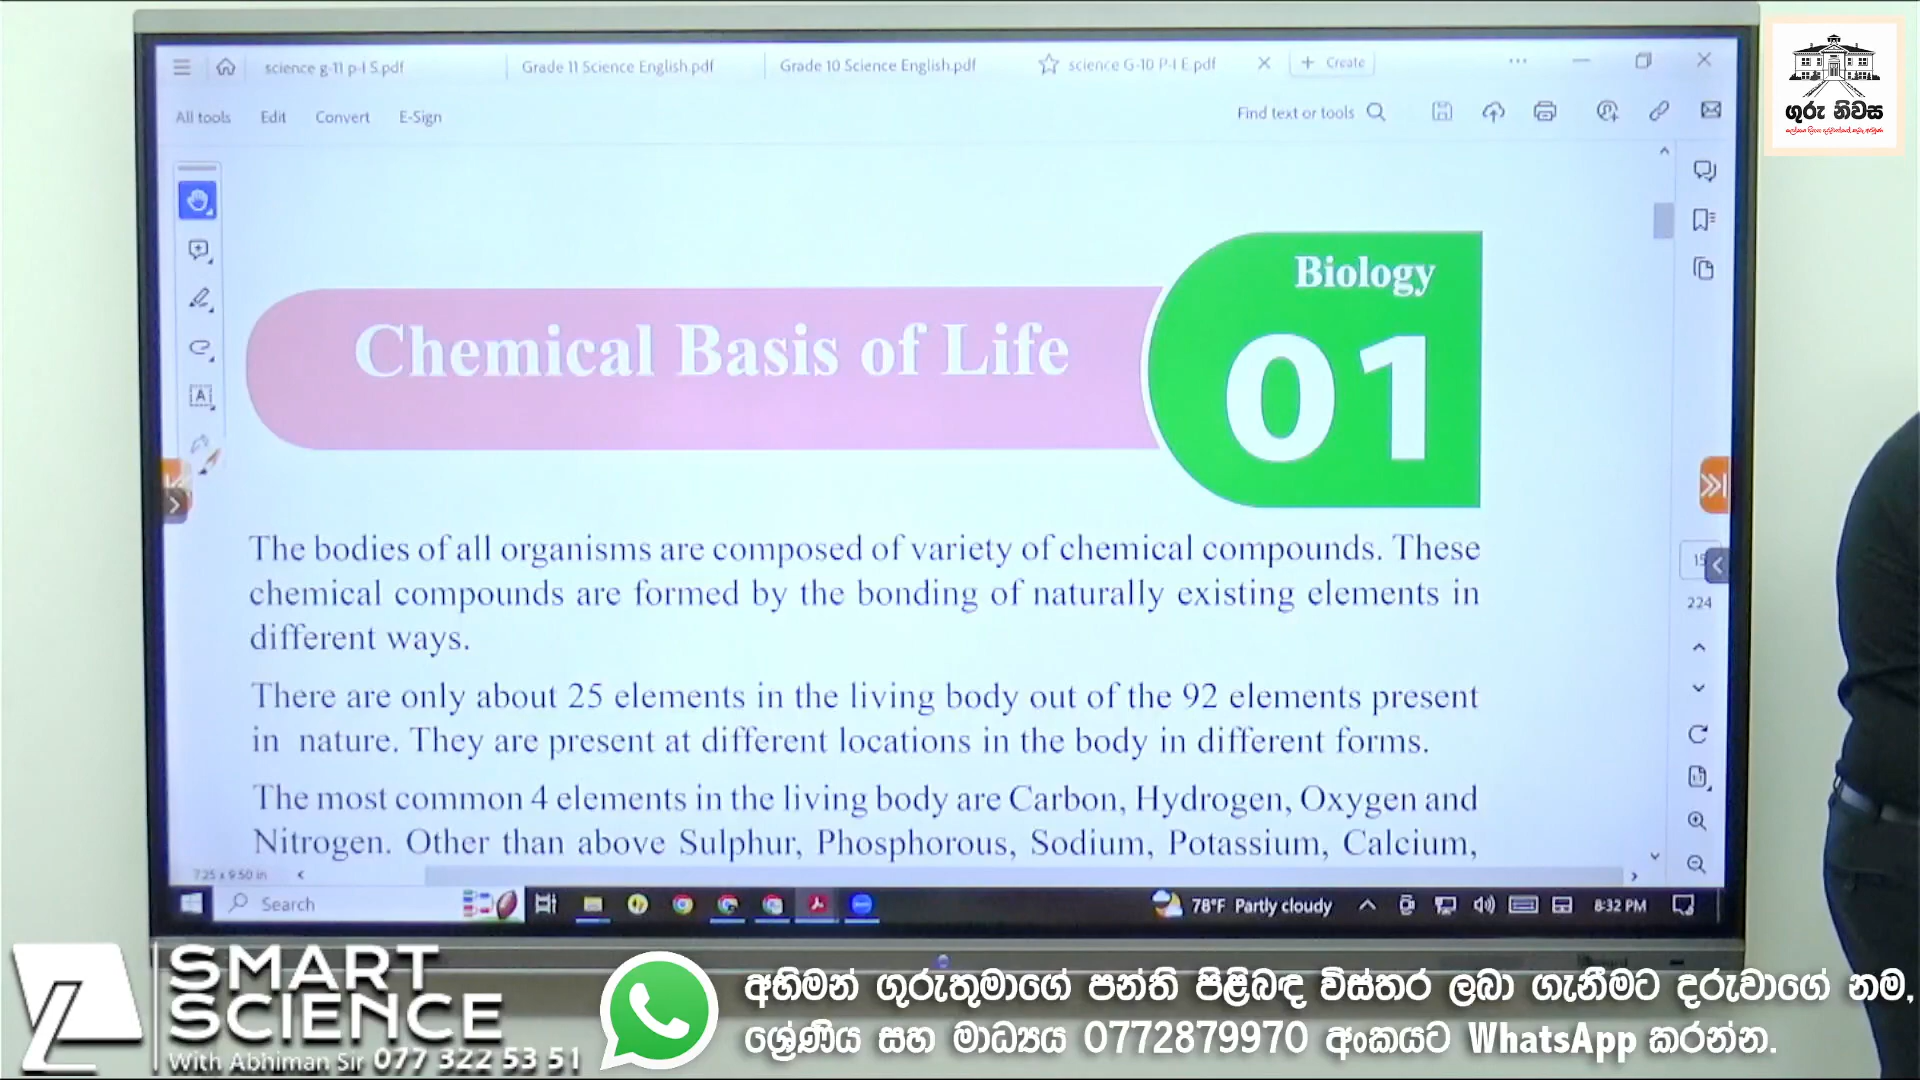 science g-11 p-I S.pdf
Grade 11 Science English.pdf
Grade 10 Science English.pdf
science G-10 P-I E.pdf
+ Create
All tools
Edit
Convert
E-Sign
Find text or tools
ගුරු නිවස
Biology
01
Chemical Basis of Life
The bodies of all organisms are composed of variety of chemical compounds. These
chemical compounds are formed by the bonding of naturally existing elements in
different ways.
There are only about 25 elements in the living body out of the 92 elements present
in nature. They are present at different locations in the body in different forms.
The most common 4 elements in the living body are Carbon, Hydrogen, Oxygen and
Nitrogen. Other than above Sulphur, Phosphorous, Sodium, Potassium, Calcium,
224
7.25 x 9.50 in
Search
78°F Partly cloudy
8:32 PM
SMART
SCIENCE
With Abhiman Sir 077 322 53 51
අභිමන් ගුරුතුමාගේ පන්ති පිළිබඳ විස්තර ලබා ගැනීමට දරුවාගේ නම,
ශ්‍රේණිය සහ මාධ්‍යය 0772879970 අංකයට WhatsApp කරන්න.